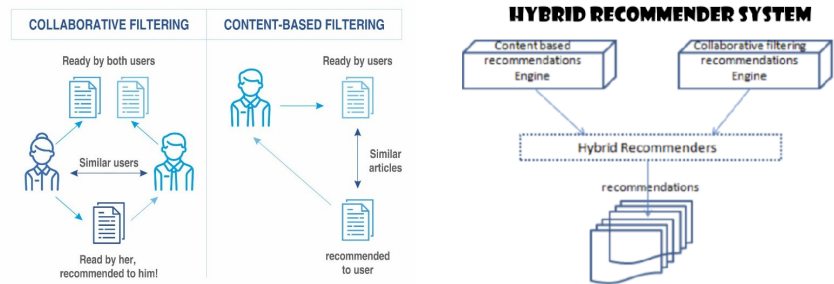 COLLABORATIVE FILTERING
Ready by both users
Similar users
Read by her,
recommended to him!
CONTENT-BASED FILTERING
Ready by users
Similar
articles
recommended
to user
HYBRID RECOMMENDER SYSTEM
Content based
recommendations
Engine
Collaborative filtering
recommendations
Engine
Hybrid Recommenders
recommendations